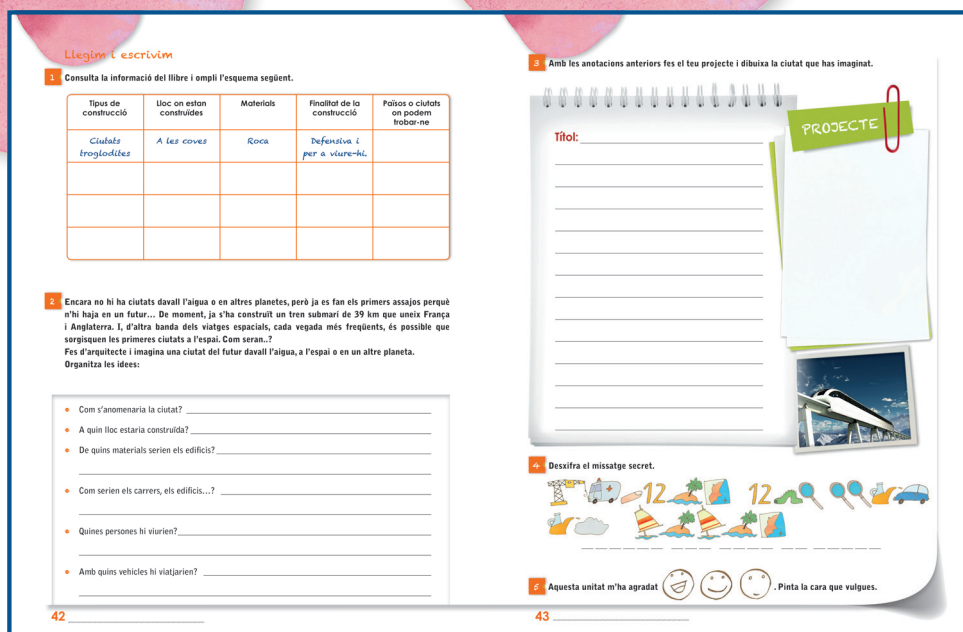 Llegim i escrivim
1 Consulta la informació del llibre i ompli l'esquema següent.
Tipus de construcció
Lloc on estan construïdes
Materials
Finalitat de la construcció
Països o ciutats on podem trobar-ne
Ciutats troglodites
A les coves
Roca
Defensiva i per a viure-hi.
2 Encara no hi ha ciutats davall l'aigua o en altres planetes, però ja es fan els primers assajos perquè
n'hi haja en un futur... De moment, ja s'ha construït un tren submarí de 39 km que uneix França
i Anglaterra. I, d'altra banda dels viatges espacials, cada vegada més freqüents, és possible que
sorgisquen les primeres ciutats a l'espai. Com seran..?
Fes d'arquitecte i imagina una ciutat del futur davall l'aigua, a l'espai o en un altre planeta.
Organitza les idees:
• Com s'anomenaria la ciutat?
• A quin lloc estaria construïda?
• De quins materials serien els edificis?
• Com serien els carrers, els edificis...?
• Quines persones hi viurien?
• Amb quins vehicles hi viatjarien?
42
3 Amb les anotacions anteriors fes el teu projecte i dibuixa la ciutat que has imaginat.
PROJECTE
Títol:
4 Desxifra el missatge secret.
12 12
5 Aquesta unitat m'ha agradat . Pinta la cara que vulgues.
43